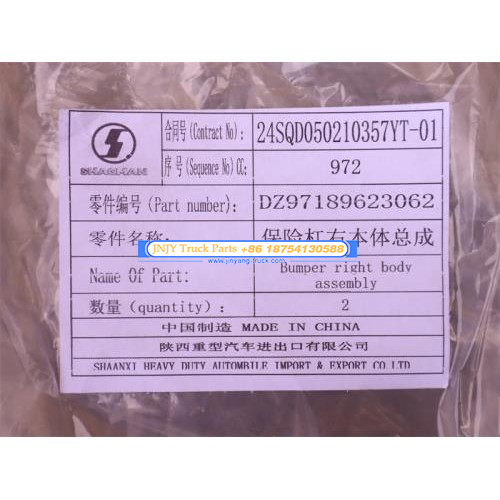 SHACMAN
合同号(Contract No): 24SQD050210357YT-01
序号(Sequence No)CC: 972
零件编号(Part number): DZ97189623062
零件名称: 保险杠右本体总成
JNJY Truck Parts +86 18754130588
www.jinyang-truck.com
Name Of Part: Bumper right body
assembly
数量(quantity): 2
中国制造 MADE IN CHINA
陕西重型汽车进出口有限公司
SHAANXI HEAVY DUTY AUTOMBILE IMPORT & EXPORT CO.LTD